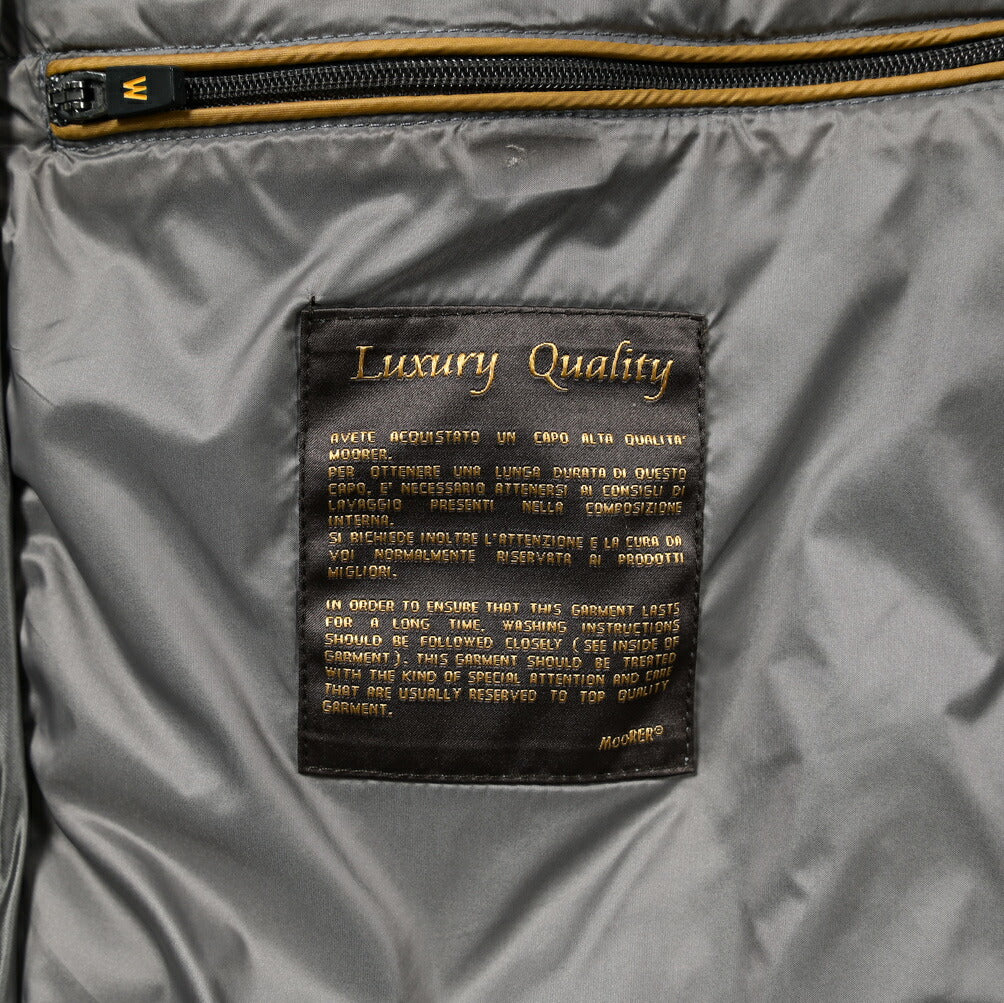 W
Luxury Quality
AVETE ACQUISTATO UN CAPO ALTA QUALITA'
MOORER.
PER OTTENERE UNA LUNGA DURATA DI QUESTO
CAPO, E' NECESSARIO ATTENERSI AI CONSIGLI DI
LAVAGGIO PRESENTI NELLA COMPOSIZIONE
INTERNA.
SI RICHIEDE INOLTRE L'ATTENZIONE E LA CURA DA
VOI NORMALMENTE RISERVATA AI PRODOTTI
MIGLIORI.
IN ORDER TO ENSURE THAT THIS GARMENT LASTS
FOR A LONG TIME, WASHING INSTRUCTIONS
SHOULD BE FOLLOWED CLOSELY (SEE INSIDE OF
GARMENT). THIS GARMENT SHOULD BE TREATED
WITH THE KIND OF SPECIAL ATTENTION AND CARE
THAT ARE USUALLY RESERVED TO TOP QUALITY
GARMENT.
MOORER©